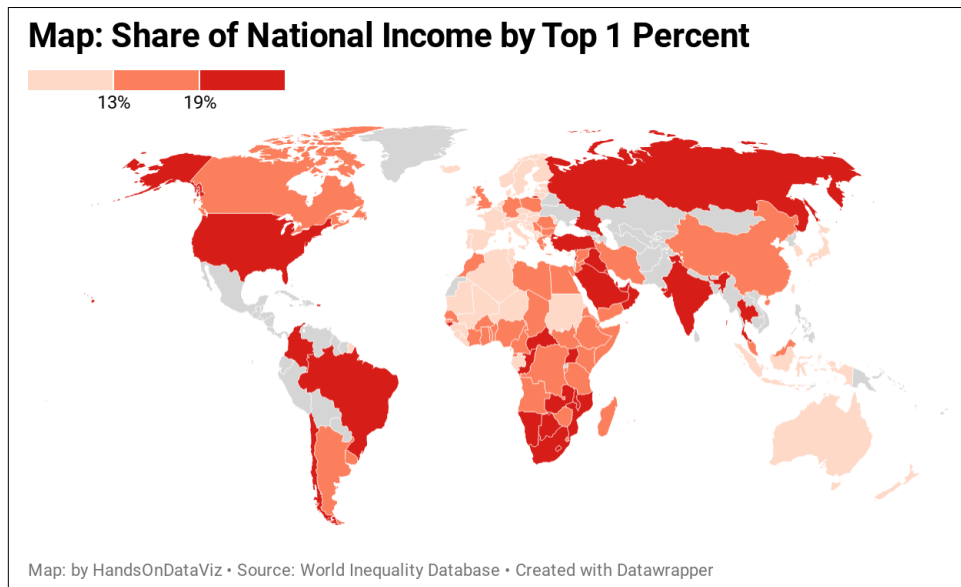 Map: Share of National Income by Top 1 Percent
13% 19%
Map: by HandsOnDataViz • Source: World Inequality Database • Created with Datawrapper